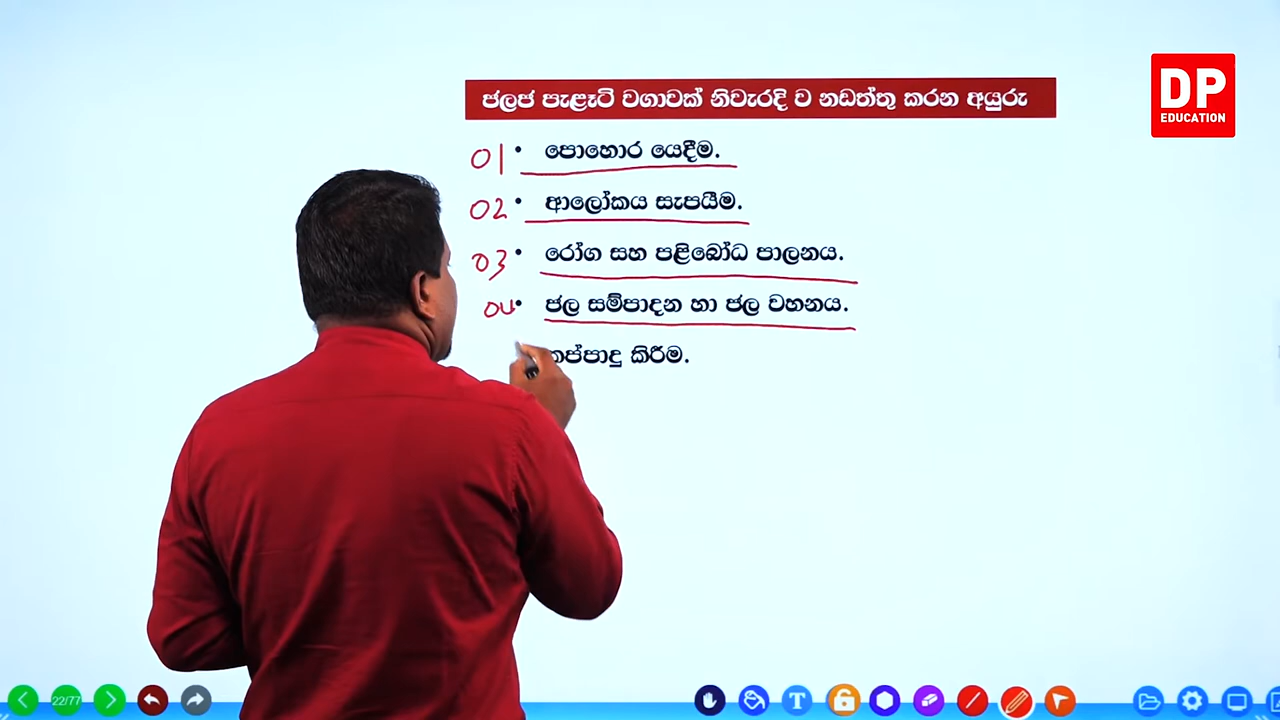 DP
EDUCATION
ජලජ පැළෑටි වගාවක් නිවැරදි ව නඩත්තු කරන අයුරු
01 • පොහොර යෙදීම.
02 • ආලෝකය සැපයීම.
03 • රෝග සහ පළිබෝධ පාලනය.
04 • ජල සම්පාදන හා ජල වහනය.
කිරීම.
22/77
T